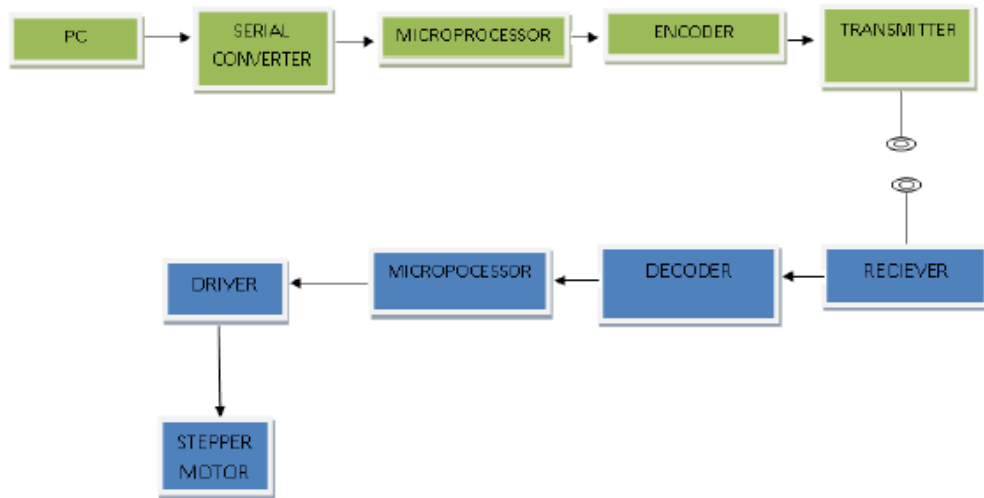 PC
SERIAL
CONVERTER
MICROPROCESSOR
ENCODER
TRANSMITTER
DRIVER
MICROPOCESSOR
DECODER
RECIEVER
STEPPER
MOTOR